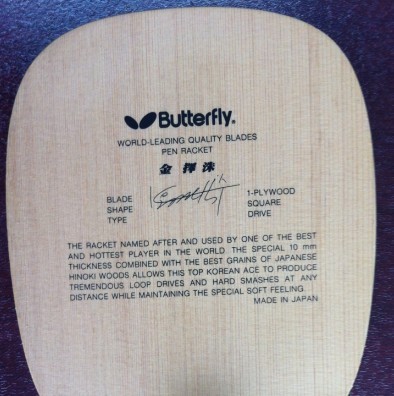 Butterfly®
WORLD-LEADING QUALITY BLADES
PEN RACKET
金擇洙
BLADE 1-PLYWOOD
SHAPE SQUARE
TYPE DRIVE
THE RACKET NAMED AFTER AND USED BY ONE OF THE BEST
AND HOTTEST PLAYER IN THE WORLD. THE SPECIAL 10 mm
THICKNESS COMBINED WITH THE BEST GRAINS OF JAPANESE
HINOKI WOODS ALLOWS THIS TOP KOREAN ACE TO PRODUCE
TREMENDOUS LOOP DRIVES AND HARD SMASHES AT ANY
DISTANCE WHILE MAINTAINING THE SPECIAL SOFT FEELING.
MADE IN JAPAN